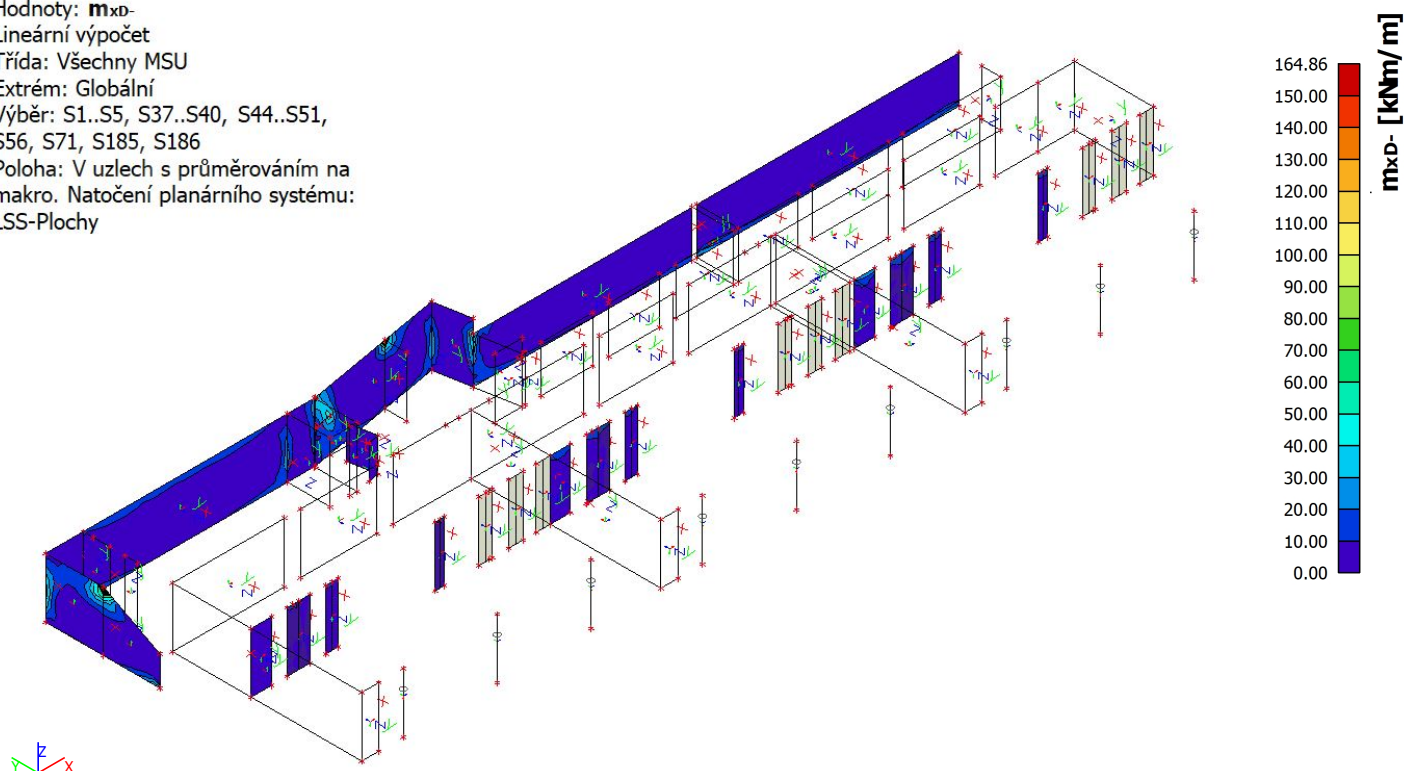 Hodnoty: mxD-
Lineární výpočet
Třída: Všechny MSU
Extrém: Globální
Výběr: S1..S5, S37..S40, S44..S51,
S56, S71, S185, S186
Poloha: V uzlech s průměrováním na
makro. Natočení planárního systému:
LSS-Plochy
mxD- [kNm/m]
164.86
150.00
140.00
130.00
120.00
110.00
100.00
90.00
80.00
70.00
60.00
50.00
40.00
30.00
20.00
10.00
0.00
Z
Y
X